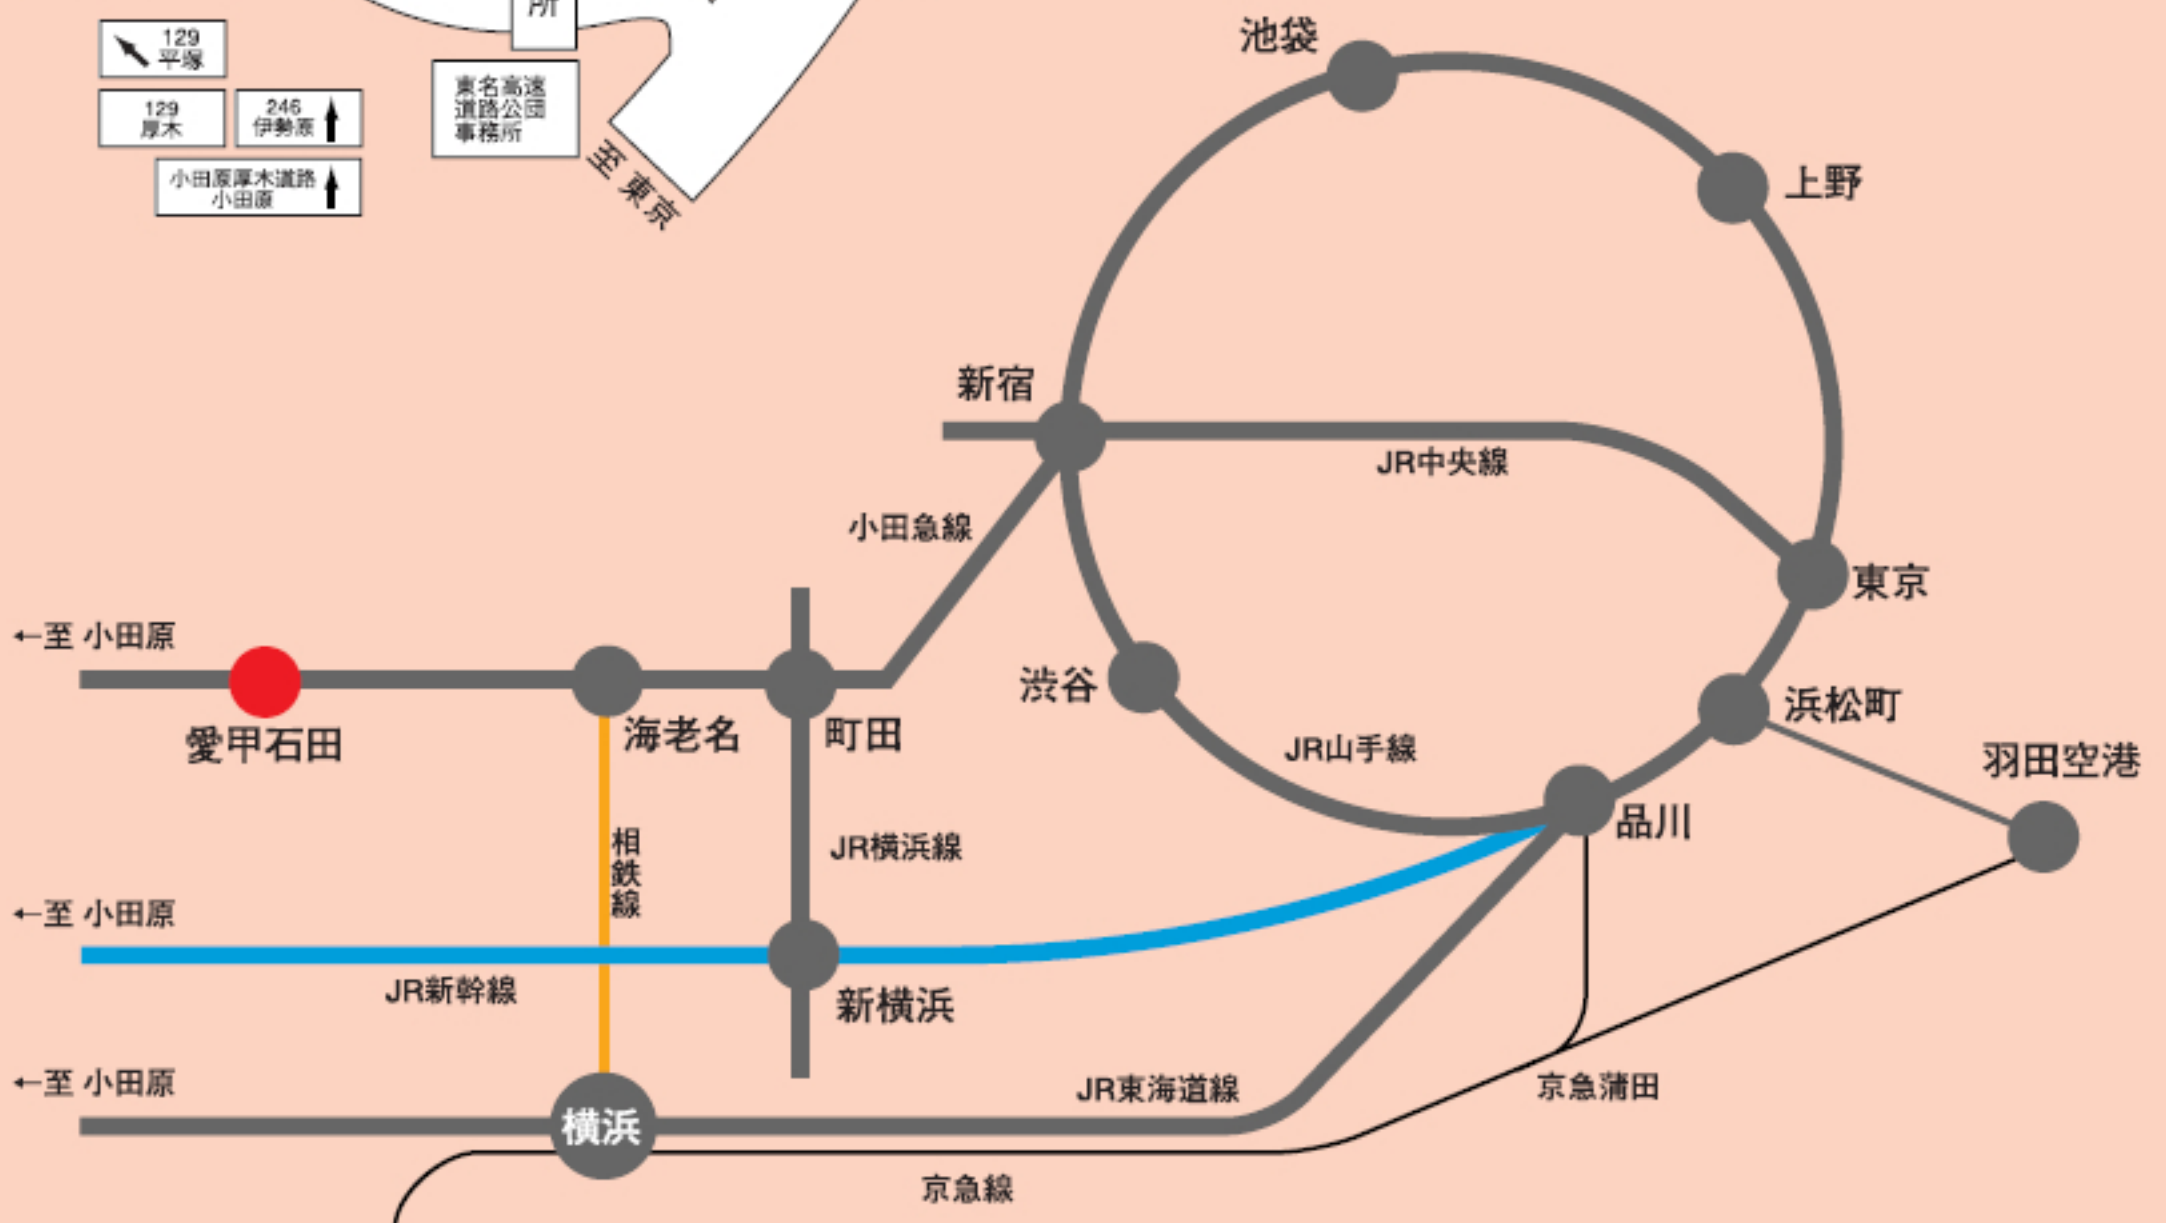 所
129
平塚
129
厚木
246
伊勢原
小田原厚木道路
小田原
東名高速
道路公団
事務所
至 東京
池袋
上野
新宿
JR中央線
小田急線
東京
←至 小田原
愛甲石田
海老名
町田
渋谷
浜松町
JR山手線
羽田空港
品川
相鉄線
JR横浜線
←至 小田原
JR新幹線
新横浜
←至 小田原
JR東海道線
京急蒲田
横浜
京急線